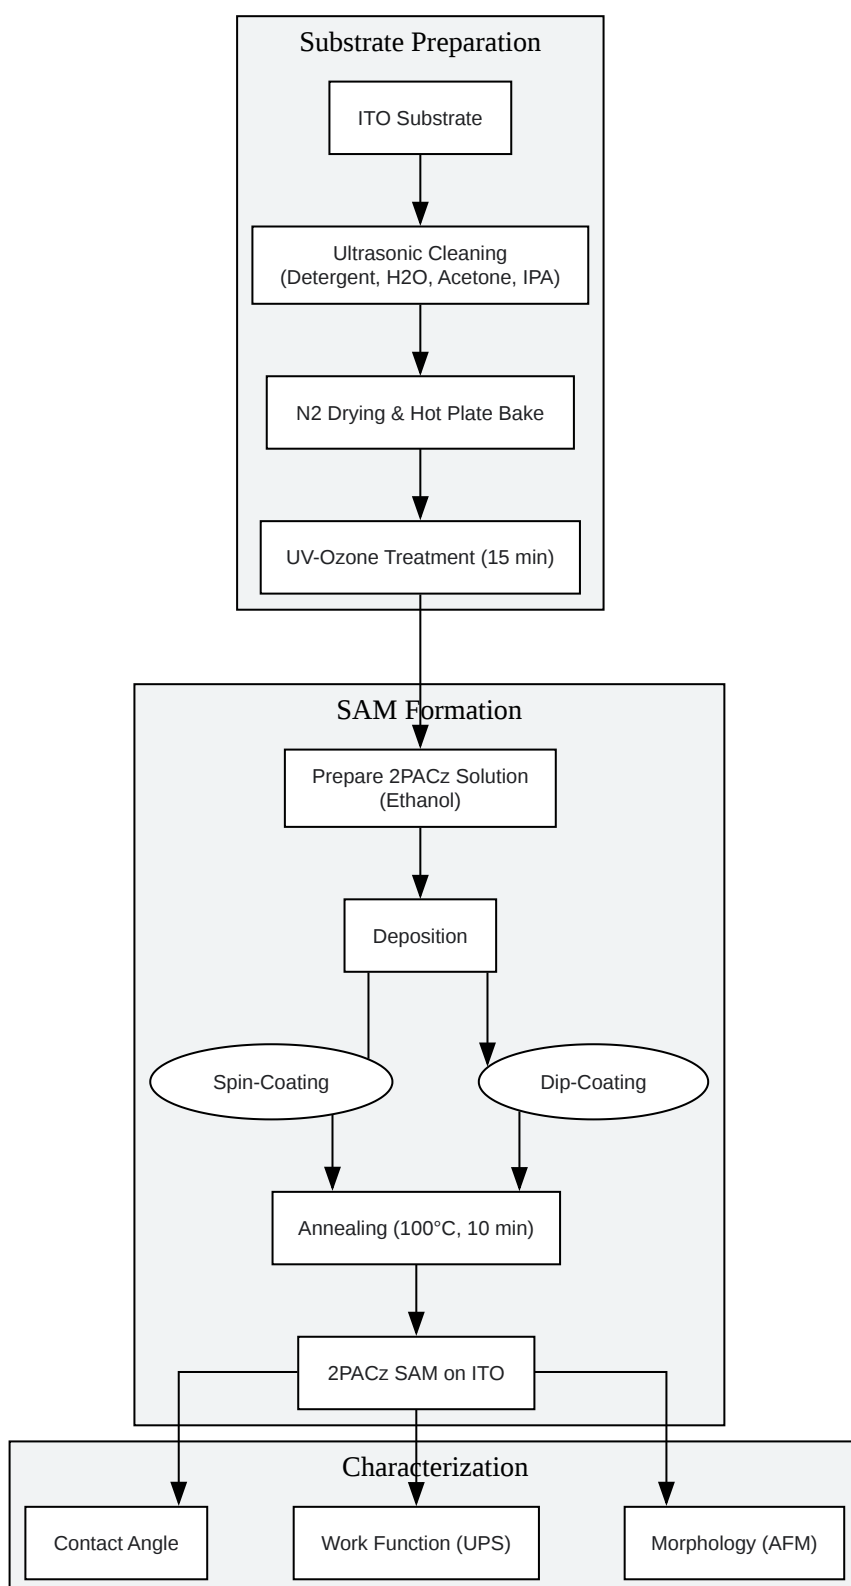 Substrate Preparation
ITO Substrate
Ultrasonic Cleaning
(Detergent, H2O, Acetone, IPA)
N2 Drying & Hot Plate Bake
UV-Ozone Treatment (15 min)
SAM Formation
Prepare 2PACz Solution
(Ethanol)
Deposition
Spin-Coating
Dip-Coating
Annealing (100°C, 10 min)
2PACz SAM on ITO
Characterization
Contact Angle
Work Function (UPS)
Morphology (AFM)